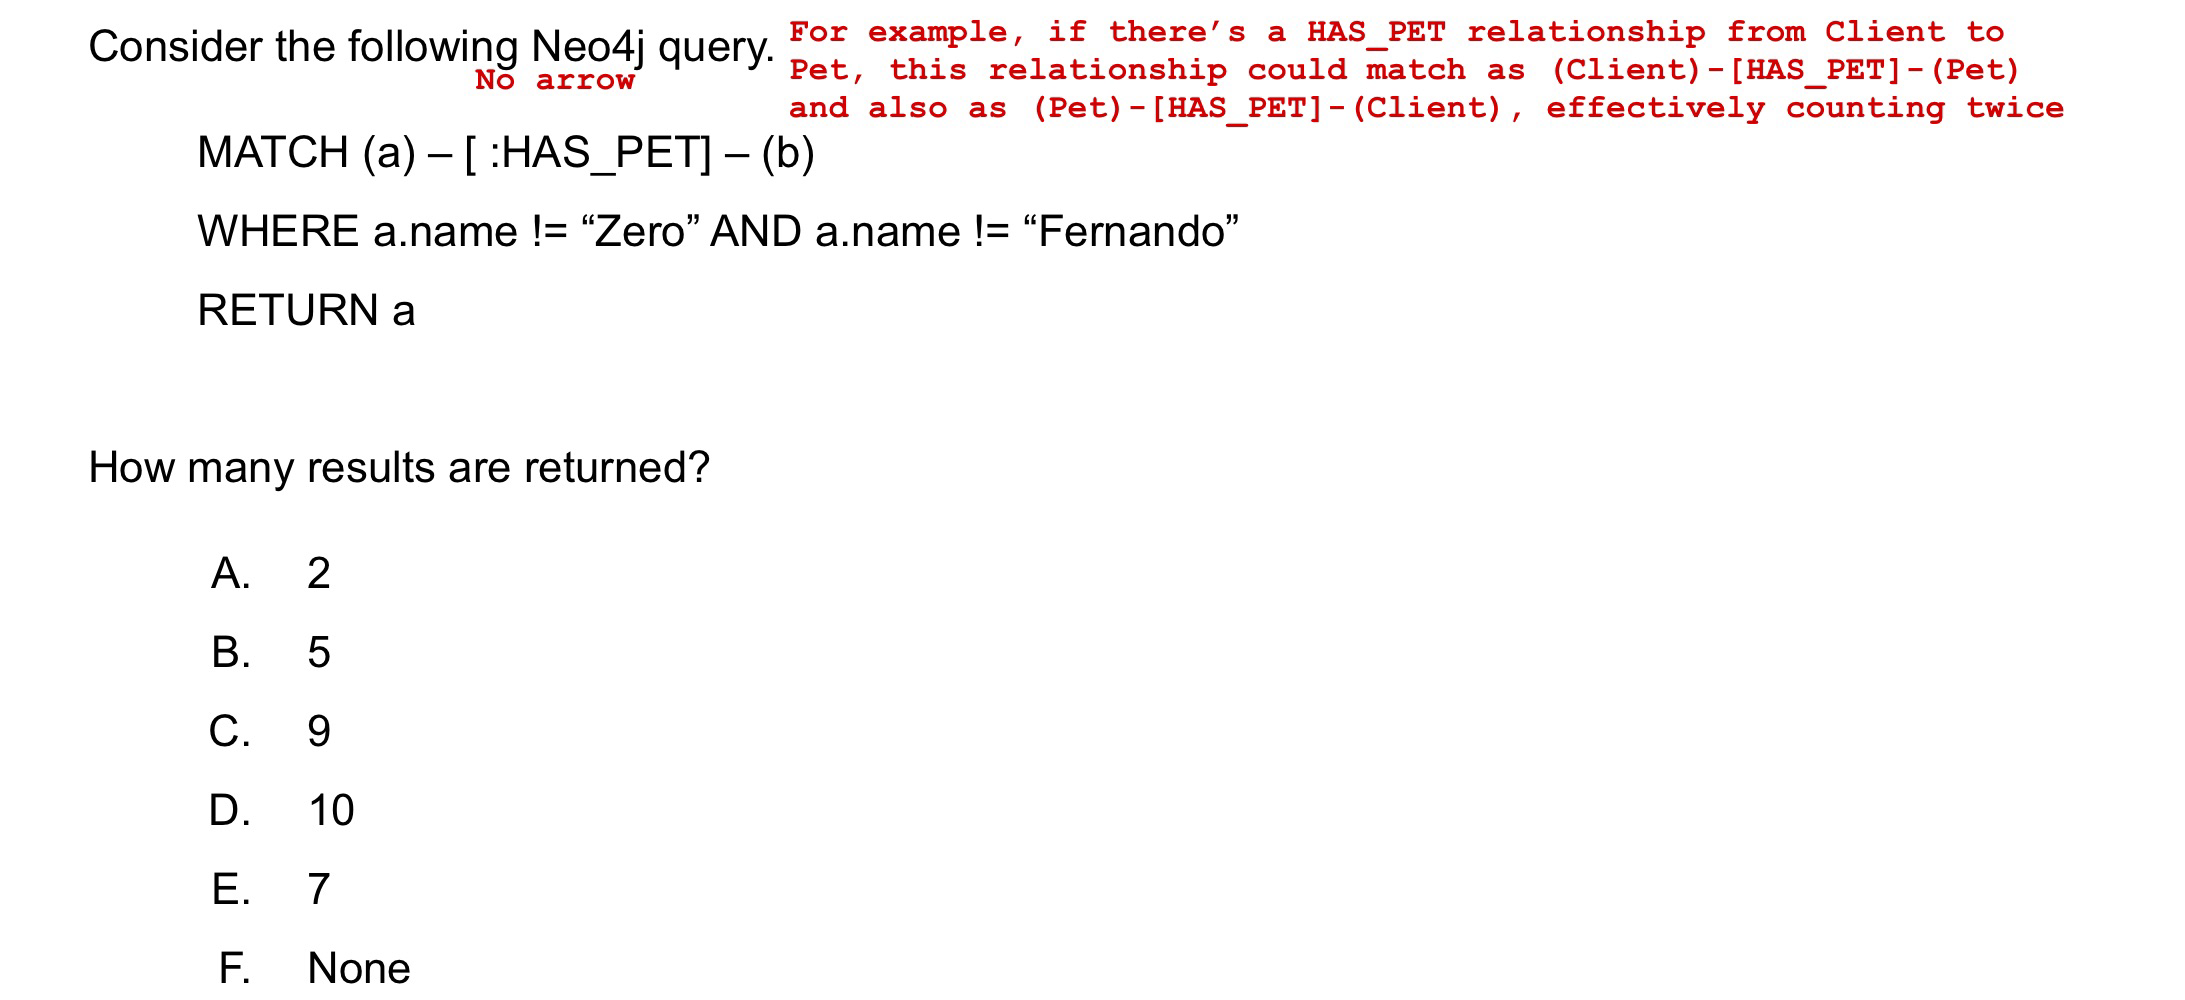 Consider the following Neo4j query.
For example, if there’s a HAS_PET relationship from Client to
Pet, this relationship could match as (Client)-[HAS_PET]-(Pet)
and also as (Pet)-[HAS_PET]-(Client), effectively counting twice
No arrow
MATCH (a) – [ :HAS_PET] – (b)
WHERE a.name != “Zero” AND a.name != “Fernando”
RETURN a
How many results are returned?
A. 2
B. 5
C. 9
D. 10
E. 7
F. None